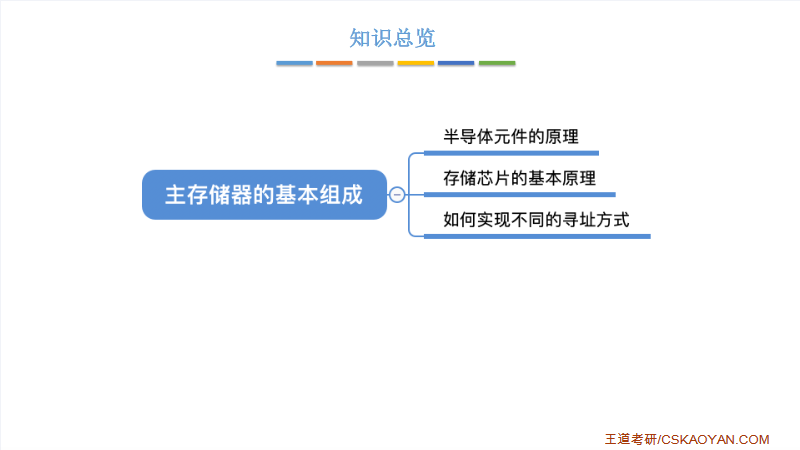 知识总览
半导体元件的原理
主存储器的基本组成
存储芯片的基本原理
如何实现不同的寻址方式
王道考研/CSKAOYAN.COM